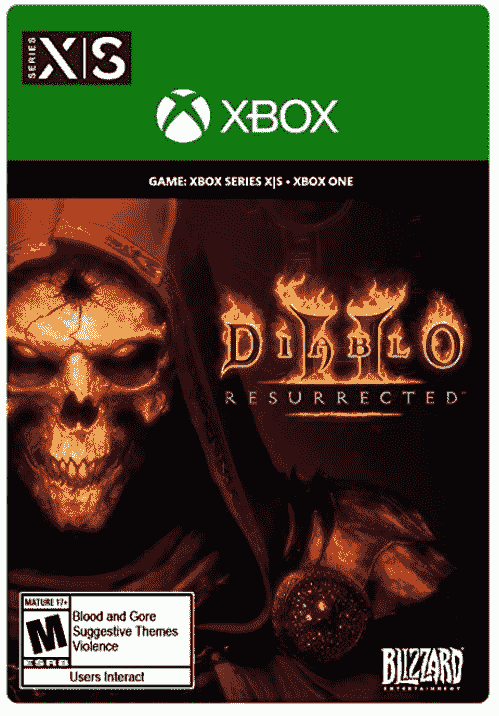 SERIES X|S
XBOX
GAME: XBOX SERIES X|S • XBOX ONE
DIABLO II
RESURRECTED™
MATURE 17+
M
ESRB
Blood and Gore
Suggestive Themes
Violence
Users Interact
BLIZZARD
ENTERTAINMENT